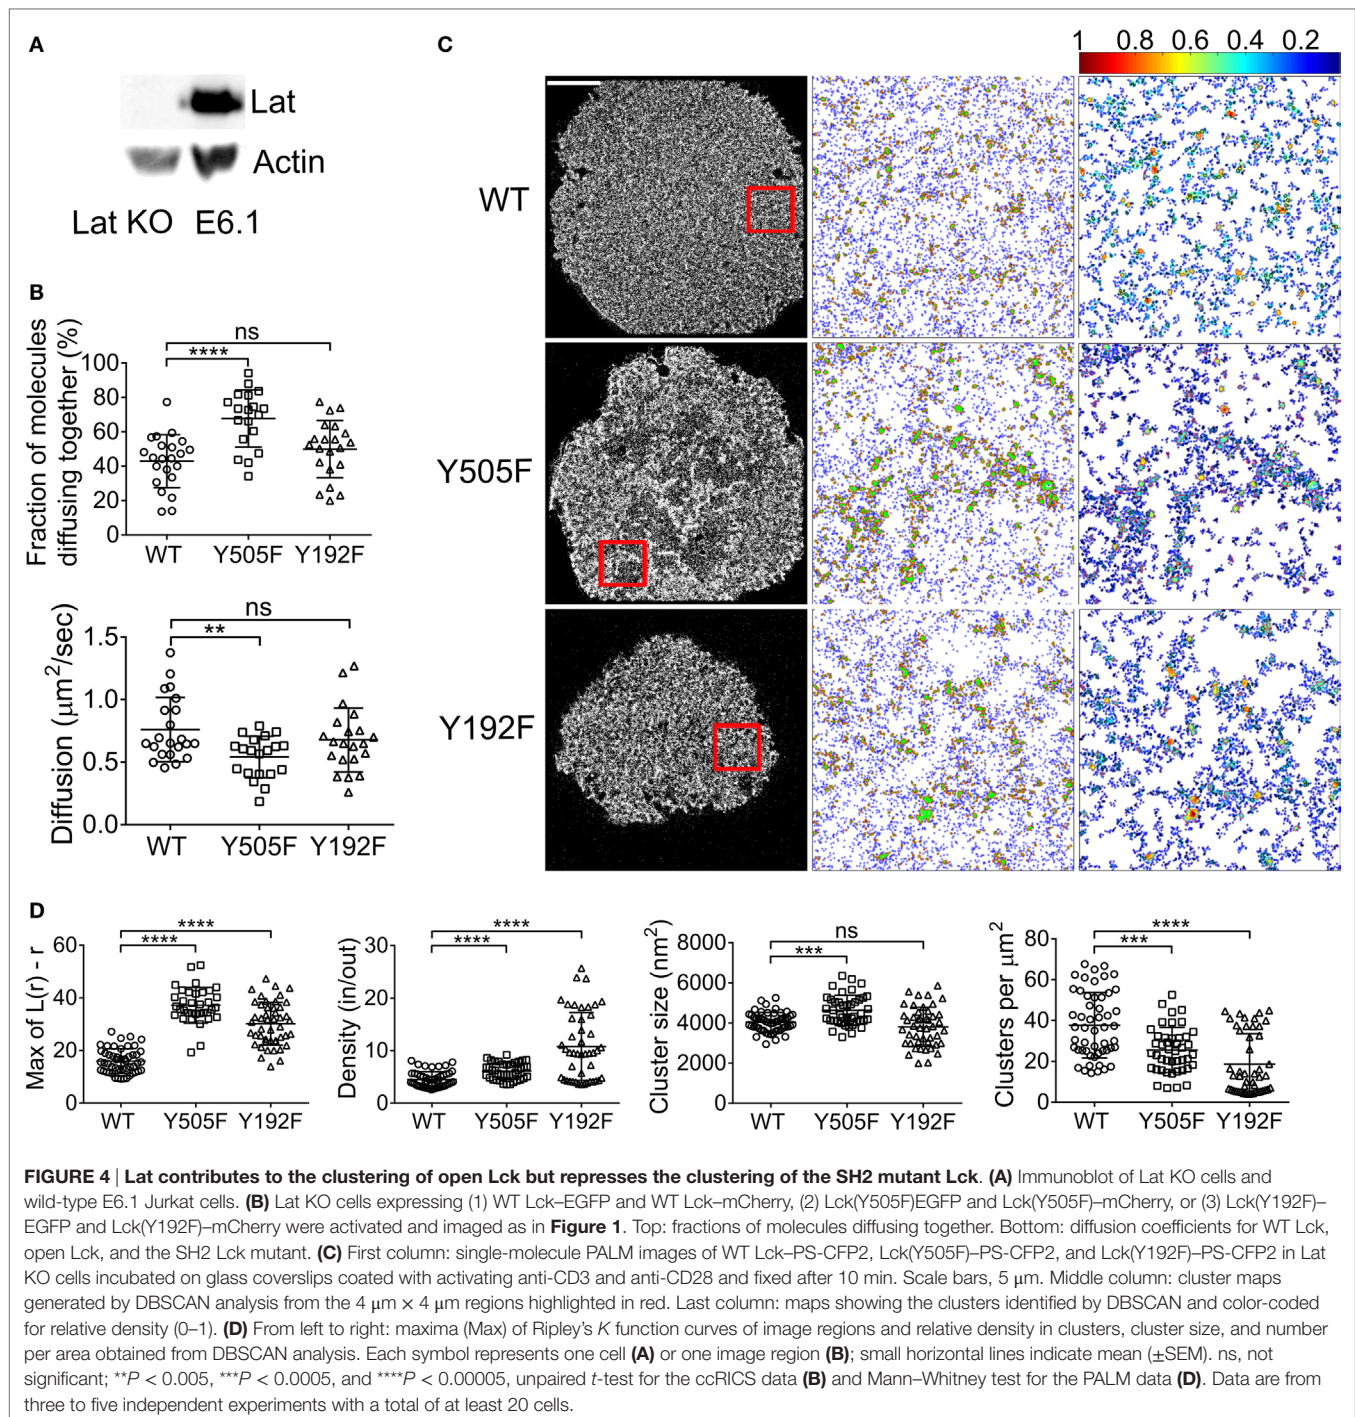 A
Lat
Actin
Lat KO E6.1
B
Fraction of molecules
diffusing together (%)
100
80
60
40
20
0
ns
****
WT Y505F Y192F
Diffusion (μm²/sec)
1.5
1.0
0.5
0.0
ns
**
WT Y505F Y192F
C
1 0.8 0.6 0.4 0.2
WT
Y505F
Y192F
D
Max of L(r) - r
60
40
20
0
****
****
WT Y505F Y192F
Density (in/out)
30
20
10
0
****
****
WT Y505F Y192F
Cluster size (nm²)
8000
6000
4000
2000
0
ns
***
WT Y505F Y192F
Clusters per μm²
80
60
40
20
0
****
***
WT Y505F Y192F
FIGURE 4 | Lat contributes to the clustering of open Lck but represses the clustering of the SH2 mutant Lck. (A) Immunoblot of Lat KO cells and
wild-type E6.1 Jurkat cells. (B) Lat KO cells expressing (1) WT Lck–EGFP and WT Lck–mCherry, (2) Lck(Y505F)EGFP and Lck(Y505F)–mCherry, or (3) Lck(Y192F)–
EGFP and Lck(Y192F)–mCherry were activated and imaged as in Figure 1. Top: fractions of molecules diffusing together. Bottom: diffusion coefficients for WT Lck,
open Lck, and the SH2 Lck mutant. (C) First column: single-molecule PALM images of WT Lck–PS-CFP2, Lck(Y505F)–PS-CFP2, and Lck(Y192F)–PS-CFP2 in Lat
KO cells incubated on glass coverslips coated with activating anti-CD3 and anti-CD28 and fixed after 10 min. Scale bars, 5 μm. Middle column: cluster maps
generated by DBSCAN analysis from the 4 μm × 4 μm regions highlighted in red. Last column: maps showing the clusters identified by DBSCAN and color-coded
for relative density (0–1). (D) From left to right: maxima (Max) of Ripley's K function curves of image regions and relative density in clusters, cluster size, and number
per area obtained from DBSCAN analysis. Each symbol represents one cell (A) or one image region (B); small horizontal lines indicate mean (±SEM). ns, not
significant; **P < 0.005, ***P < 0.0005, and ****P < 0.00005, unpaired t-test for the ccRICS data (B) and Mann–Whitney test for the PALM data (D). Data are from
three to five independent experiments with a total of at least 20 cells.